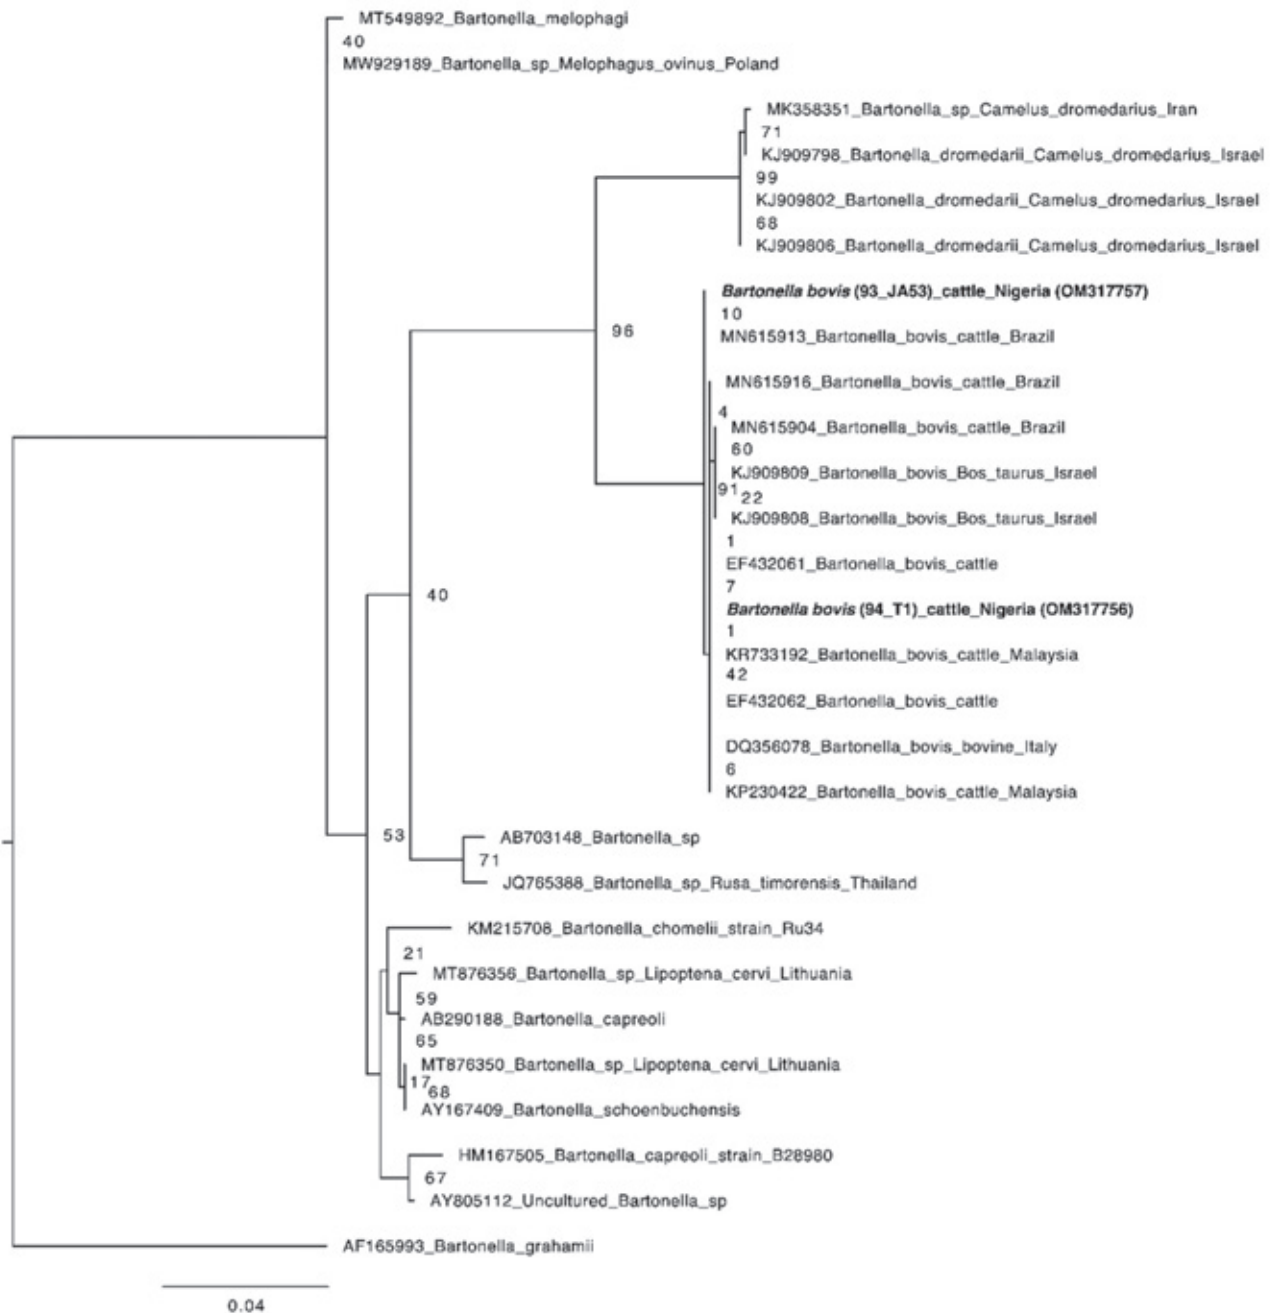 MT549892_Bartonella_melophagi
40
MW929189_Bartonella_sp_Melophagus_ovinus_Poland
MK358351_Bartonella_sp_Camelus_dromedarius_Iran
71
KJ909798_Bartonella_dromedarii_Camelus_dromedarius_Israel
99
KJ909802_Bartonella_dromedarii_Camelus_dromedarius_Israel
68
KJ909806_Bartonella_dromedarii_Camelus_dromedarius_Israel
Bartonella bovis (93_JA53)_cattle_Nigeria (OM317757)
10
96
MN615913_Bartonella_bovis_cattle_Brazil
MN615916_Bartonella_bovis_cattle_Brazil
4
MN615904_Bartonella_bovis_cattle_Brazil
60
KJ909809_Bartonella_bovis_Bos_taurus_Israel
91
22
KJ909808_Bartonella_bovis_Bos_taurus_Israel
1
EF432061_Bartonella_bovis_cattle
7
40
Bartonella bovis (94_T1)_cattle_Nigeria (OM317756)
1
KR733192_Bartonella_bovis_cattle_Malaysia
42
EF432062_Bartonella_bovis_cattle
DQ356078_Bartonella_bovis_bovine_Italy
6
KP230422_Bartonella_bovis_cattle_Malaysia
53
AB703148_Bartonella_sp
71
JQ765388_Bartonella_sp_Rusa_timorensis_Thailand
KM215708_Bartonella_chomelii_strain_Ru34
21
MT876356_Bartonella_sp_Lipoptena_cervi_Lithuania
59
AB290188_Bartonella_capreoli
65
MT876350_Bartonella_sp_Lipoptena_cervi_Lithuania
17
68
AY167409_Bartonella_schoenbuchensis
HM167505_Bartonella_capreoli_strain_B28980
67
AY805112_Uncultured_Bartonella_sp
AF165993_Bartonella_grahamii
0.04